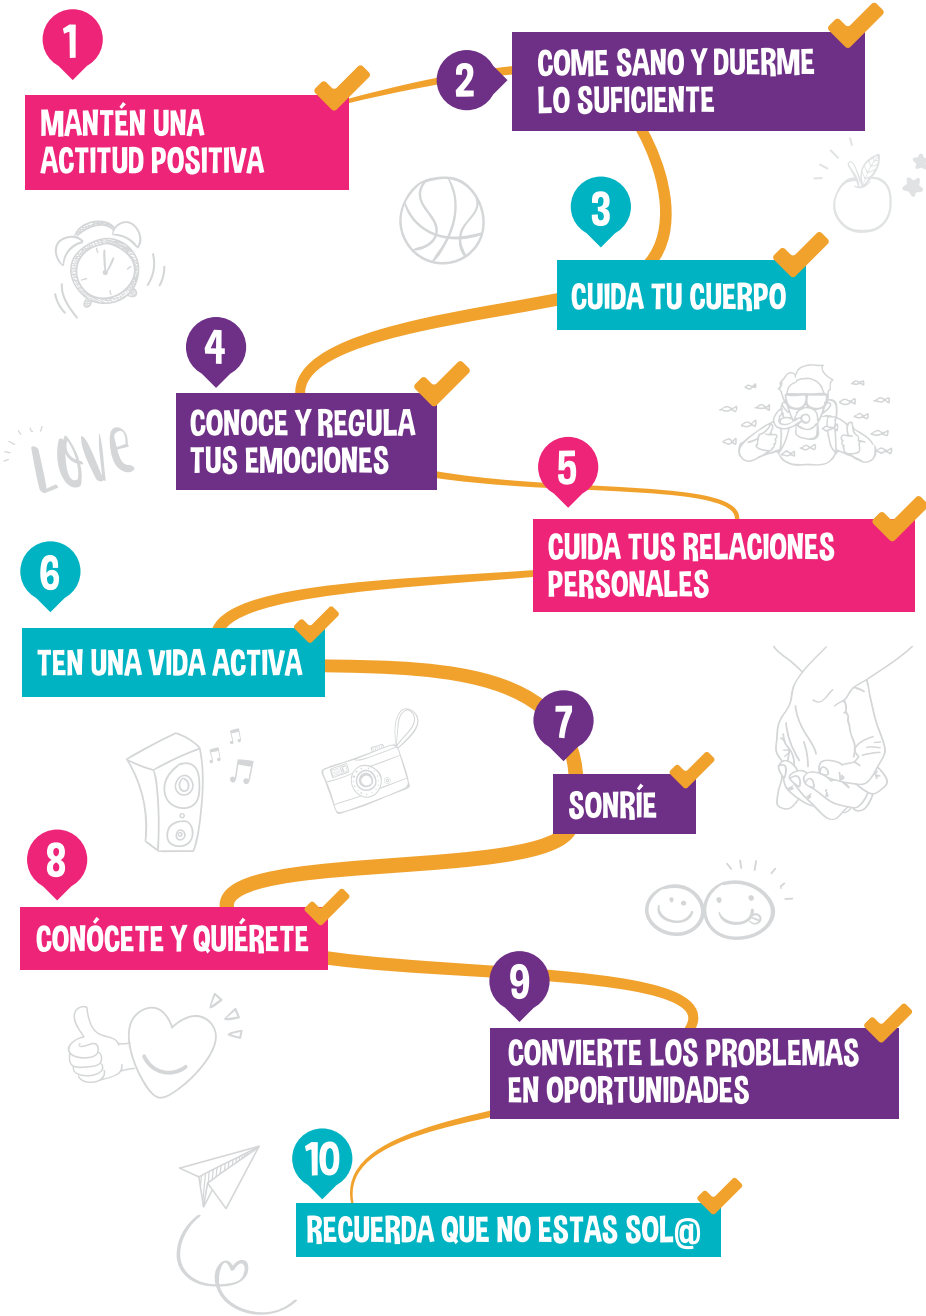 1
MANTÉN UNA
ACTITUD POSITIVA
2
COME SANO Y DUERME
LO SUFICIENTE
3
CUIDA TU CUERPO
4
CONOCE Y REGULA
TUS EMOCIONES
LOVE
5
CUIDA TUS RELACIONES
PERSONALES
6
TEN UNA VIDA ACTIVA
7
SONRÍE
8
CONÓCETE Y QUIÉRETE
9
CONVIERTE LOS PROBLEMAS
EN OPORTUNIDADES
10
RECUERDA QUE NO ESTAS SOL@